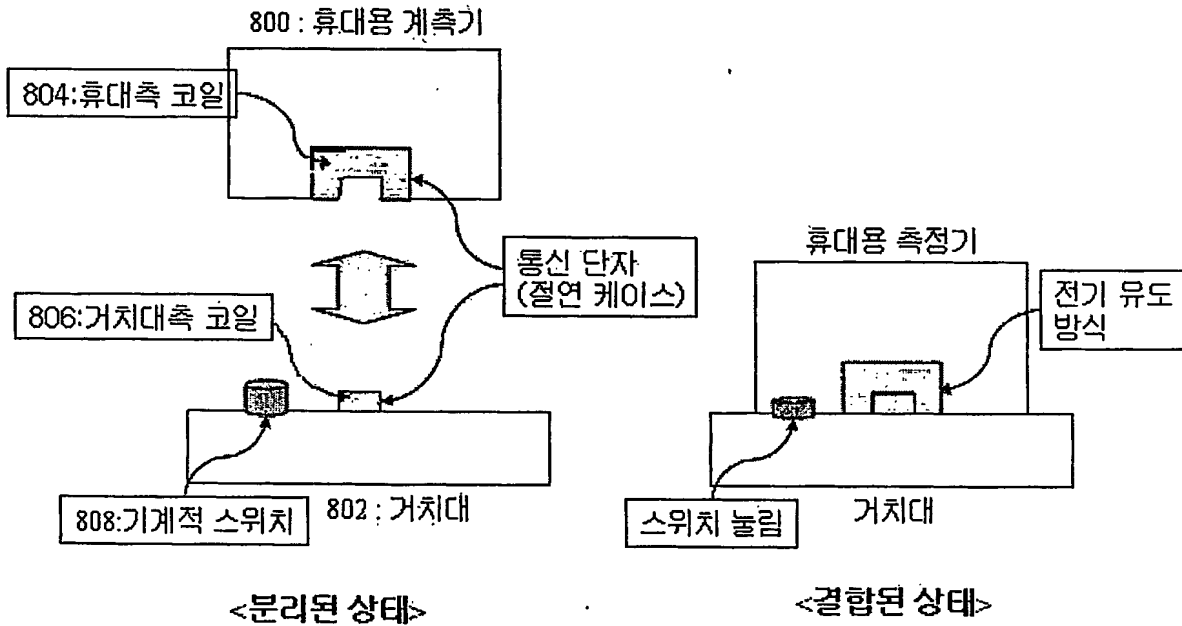 800 : 휴대용 계측기
804:휴대측 코일
통신 단자
(절연 케이스)
806:거치대측 코일
808:기계적 스위치
802 : 거치대
<분리된 상태>
휴대용 측정기
전기 유도
방식
스위치 눌림
거치대
<결합된 상태>